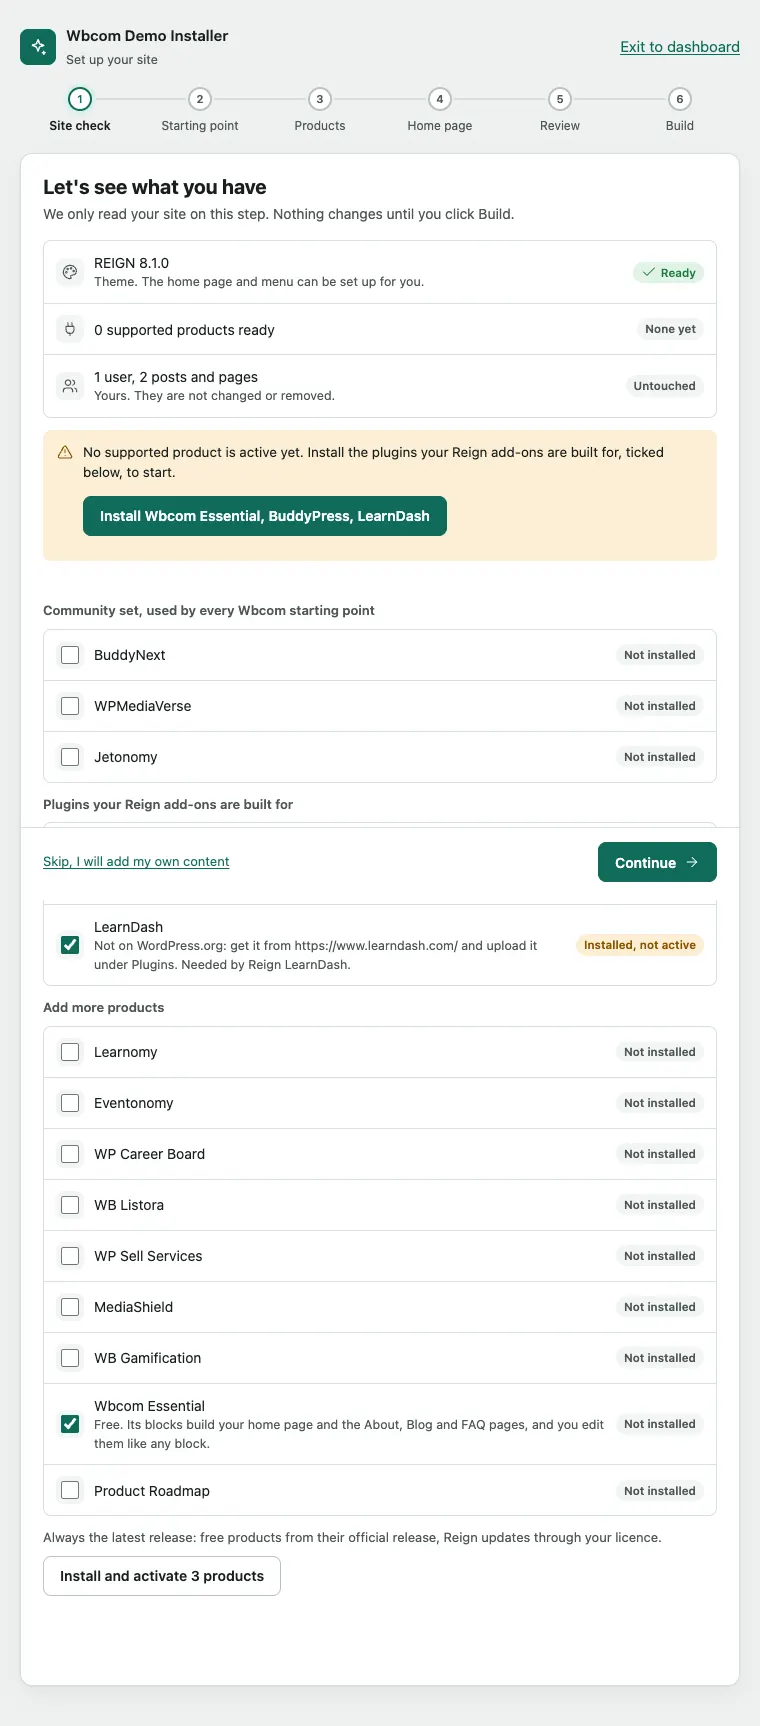 Wbcom Demo Installer
Set up your site
Exit to dashboard
1 2 3 4 5 6
Site check Starting point Products Home page Review Build
Let's see what you have
We only read your site on this step. Nothing changes until you click Build.
REIGN 8.1.0
Theme. The home page and menu can be set up for you.
Ready
0 supported products ready
None yet
1 user, 2 posts and pages
Yours. They are not changed or removed.
Untouched
No supported product is active yet. Install the plugins your Reign add-ons are built for, ticked
below, to start.
Install Wbcom Essential, BuddyPress, LearnDash
Community set, used by every Wbcom starting point
BuddyNext Not installed
WPMediaVerse Not installed
Jetonomy Not installed
Plugins your Reign add-ons are built for
Skip, I will add my own content
Continue
LearnDash
Not on WordPress.org: get it from https://www.learndash.com/ and upload it
under Plugins. Needed by Reign LearnDash.
Installed, not active
Add more products
Learnomy Not installed
Eventonomy Not installed
WP Career Board Not installed
WB Listora Not installed
WP Sell Services Not installed
MediaShield Not installed
WB Gamification Not installed
Wbcom Essential
Free. Its blocks build your home page and the About, Blog and FAQ pages, and you edit
them like any block.
Not installed
Product Roadmap Not installed
Always the latest release: free products from their official release, Reign updates through your licence.
Install and activate 3 products